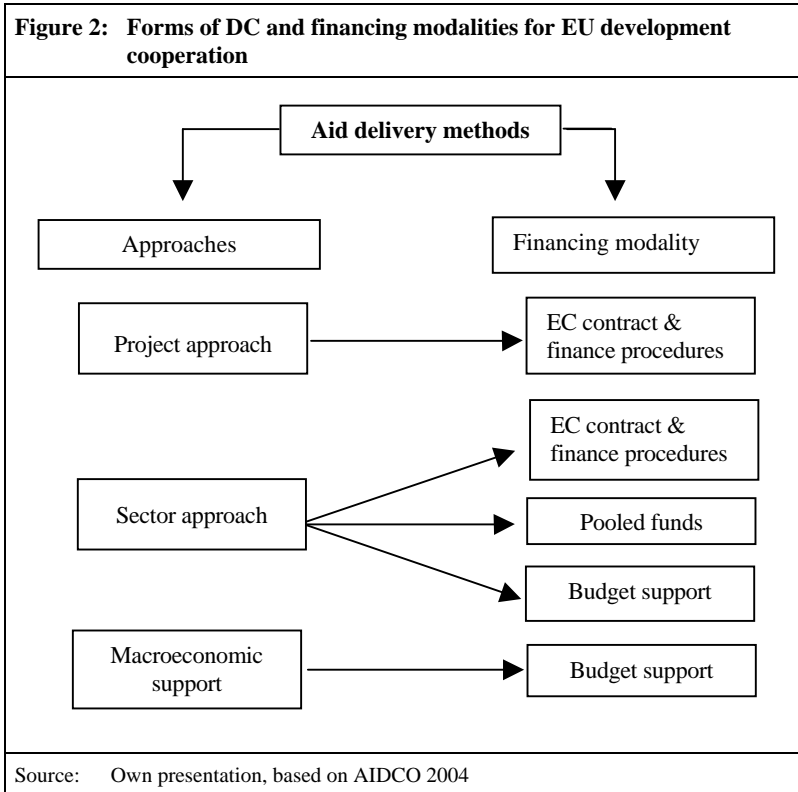 Figure 2: Forms of DC and financing modalities for EU development
cooperation
Aid delivery methods
Approaches
Financing modality
Project approach
EC contract &
finance procedures
Sector approach
EC contract &
finance procedures
Pooled funds
Budget support
Macroeconomic
support
Budget support
Source: Own presentation, based on AIDCO 2004